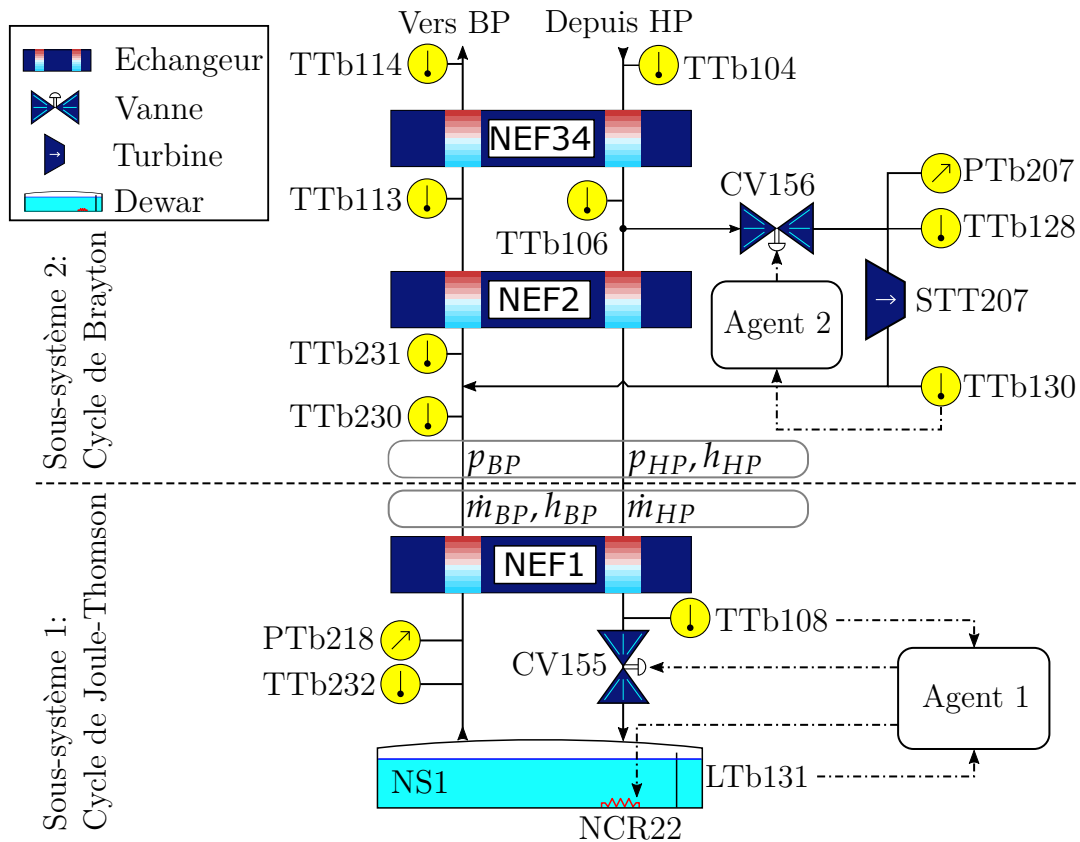 Vers BP
Depuis HP
Echangeur
Vanne
Turbine
Dewar
TTb114
TTb104
NEF34
TTb113
TTb106
CV156
PTb207
TTb128
NEF2
Agent 2
STT207
TTb231
TTb130
TTb230
Sous-système 2:
Cycle de Brayton
p_BP
p_HP, h_HP
ṁ_BP, h_BP
ṁ_HP
NEF1
Sous-système 1:
Cycle de Joule-Thomson
TTb108
PTb218
CV155
TTb232
Agent 1
NS1
LTb131
NCR22